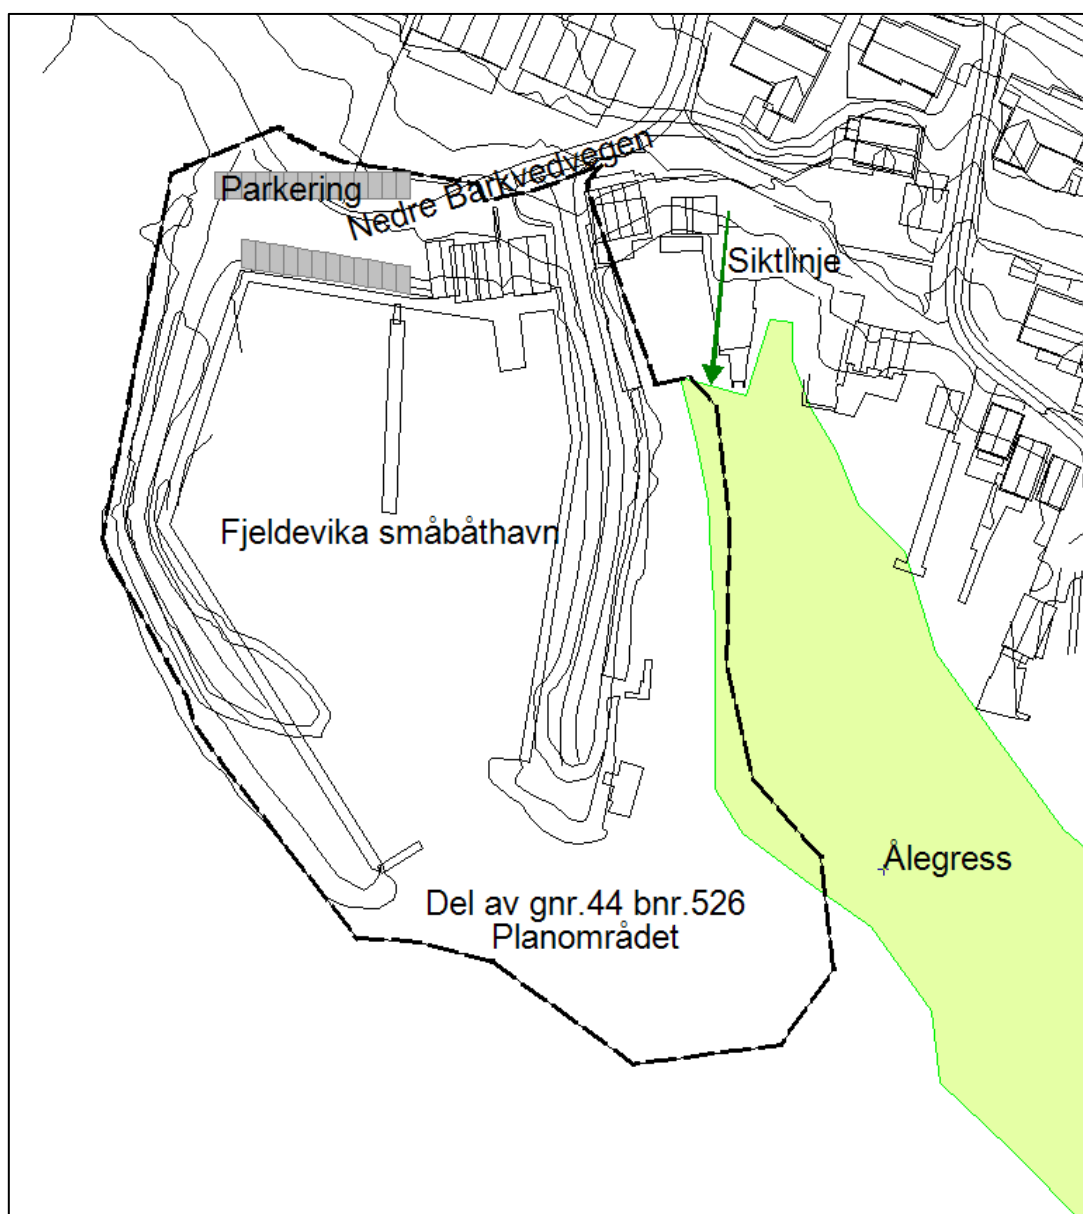 Parkering
Nedre Barkvedvegen
Siktlinje
Fjeldevika småbåthavn
Ålegress
Del av gnr.44 bnr.526
Planområdet